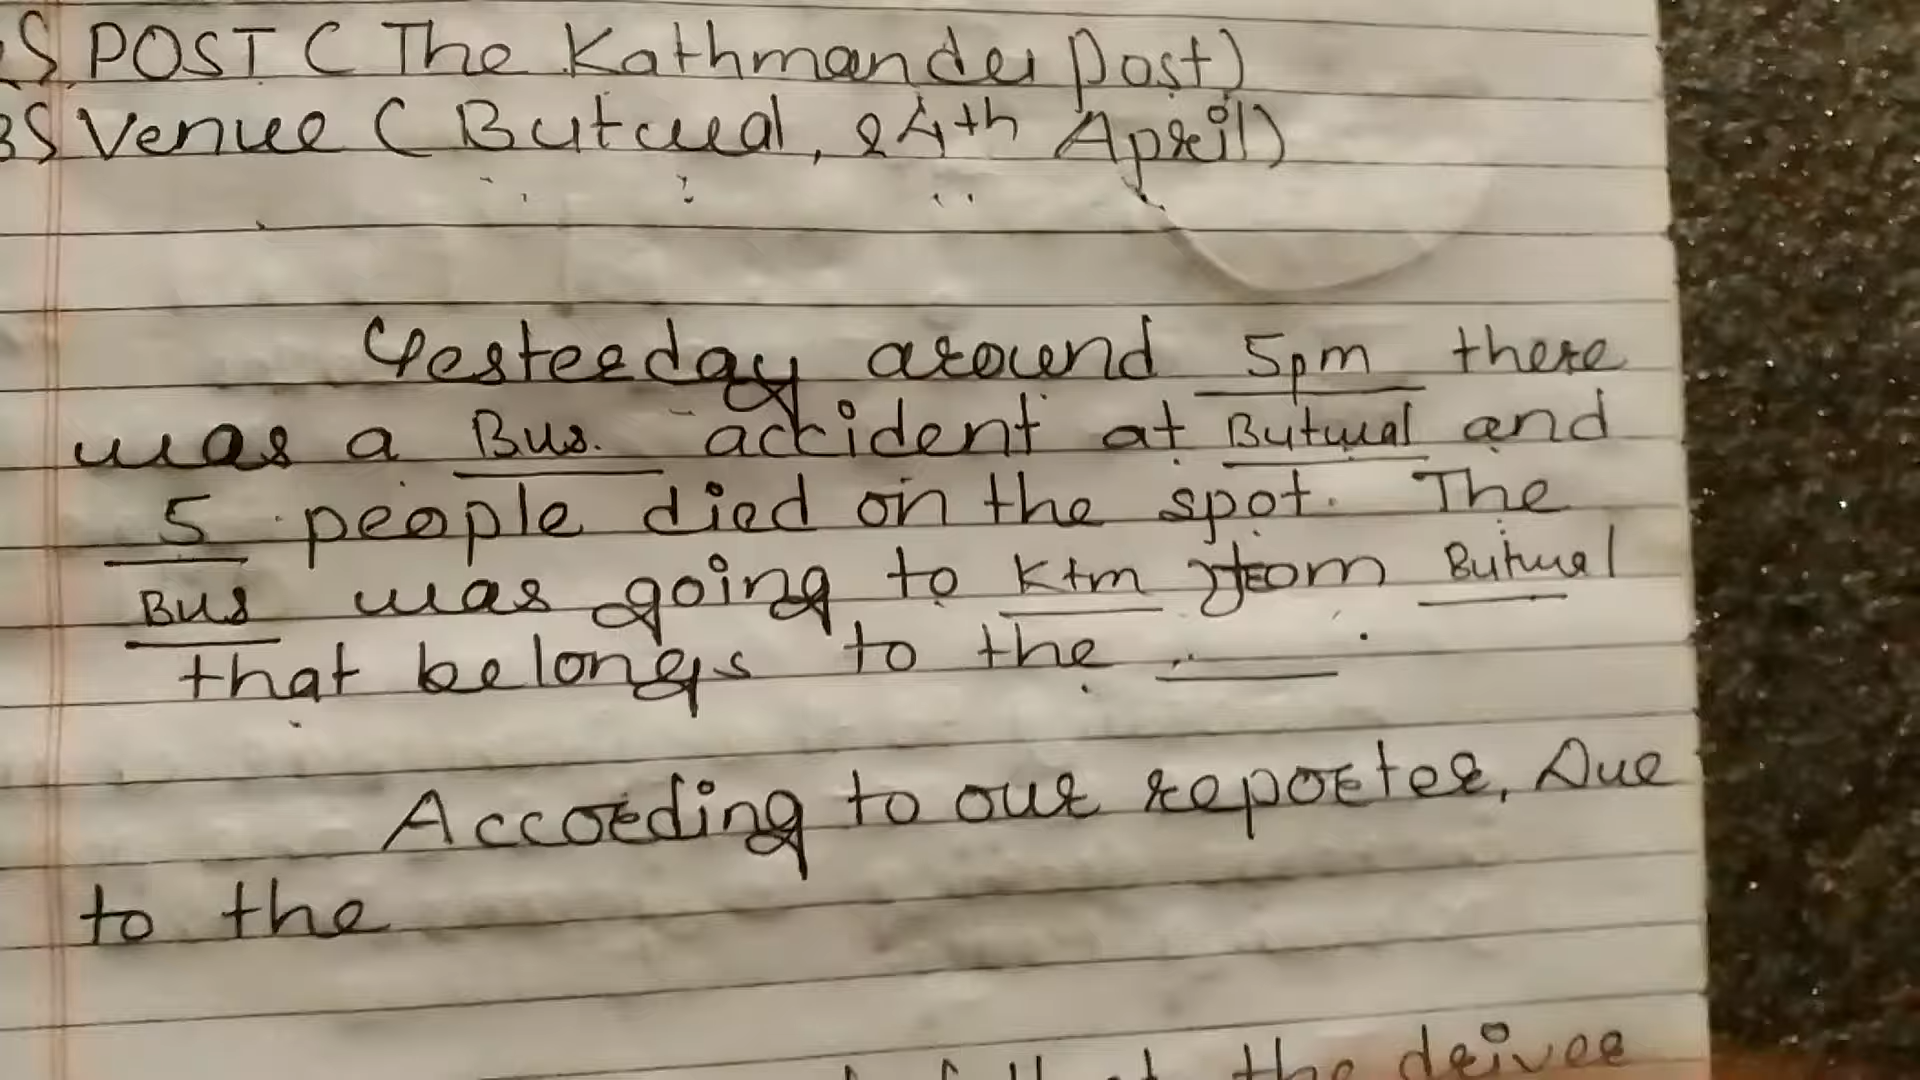 2S POST ( The Kathmandu Post)
3S Venue ( Butwal, 24th April)
Yesterday around 5pm there
was a Bus. accident at Butwal and
5 people died on the spot. The
Bus was going to Ktm from Butwal
that belongs to the .
According to our reporter, Due
to the
the driver